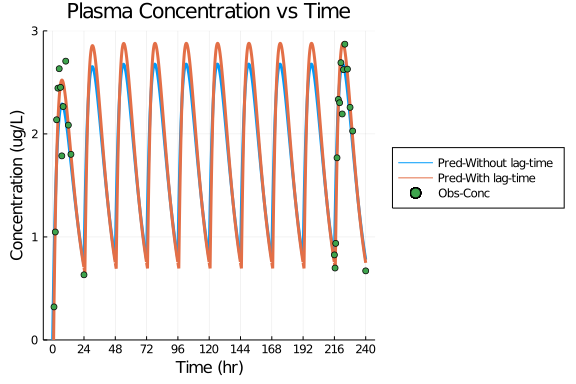 Plasma Concentration vs Time
Concentration (ug/L)
3
2
1
0
0 24 48 72 96 120 144 168 192 216 240
Time (hr)
Pred-Without lag-time
Pred-With lag-time
Obs-Conc